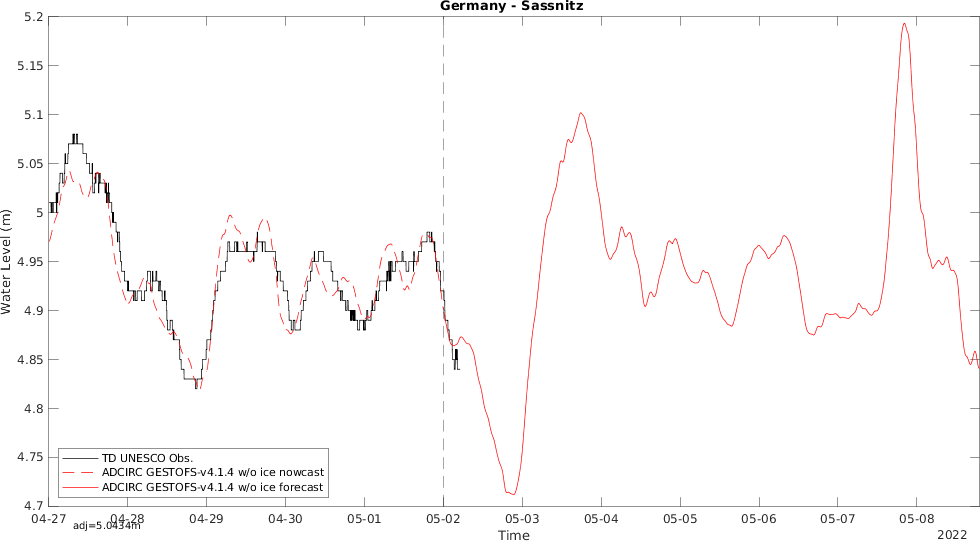 Germany - Sassnitz
5.2
5.15
5.1
5.05
5
4.95
4.9
4.85
4.8
4.75
4.7
Water Level (m)
TD UNESCO Obs.
ADCIRC GESTOFS-v4.1.4 w/o ice nowcast
ADCIRC GESTOFS-v4.1.4 w/o ice forecast
04-27 04-28 04-29 04-30 05-01 05-02 05-03 05-04 05-05 05-06 05-07 05-08
adj=5.0434m
Time
2022